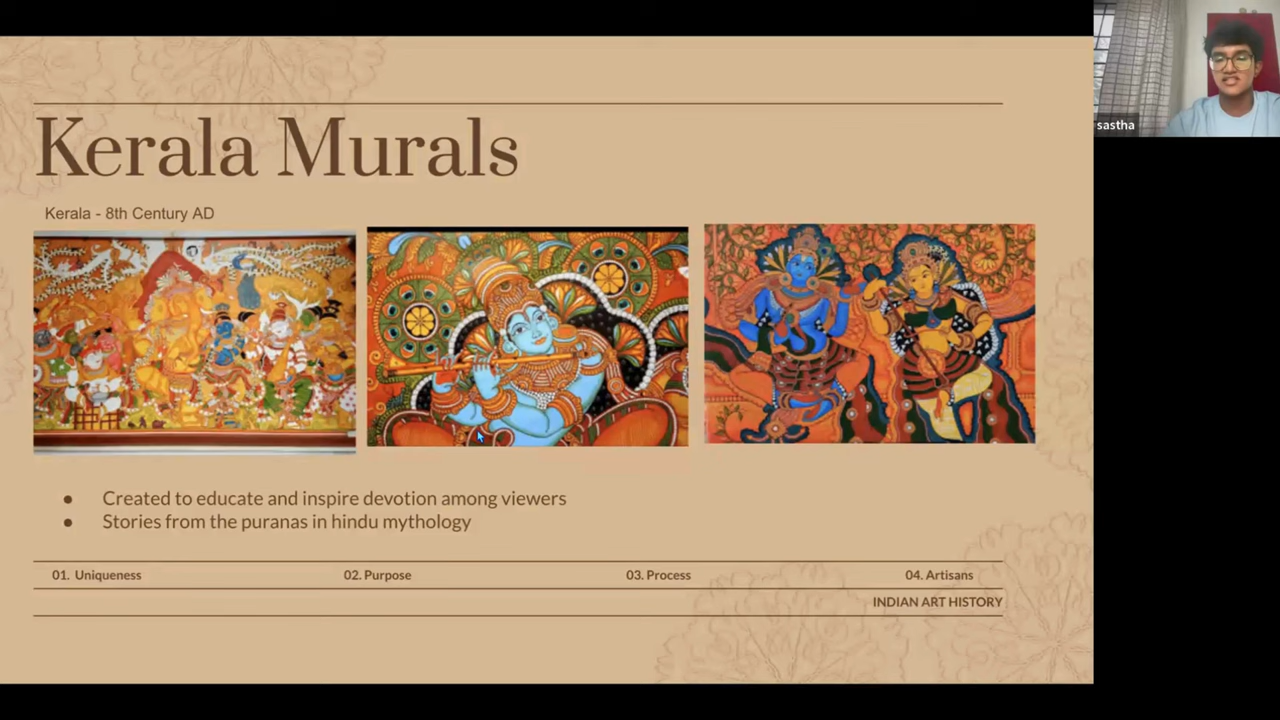 sastha
Kerala Murals
Kerala - 8th Century AD
● Created to educate and inspire devotion among viewers
● Stories from the puranas in hindu mythology
01. Uniqueness 02. Purpose 03. Process 04. Artisans
INDIAN ART HISTORY